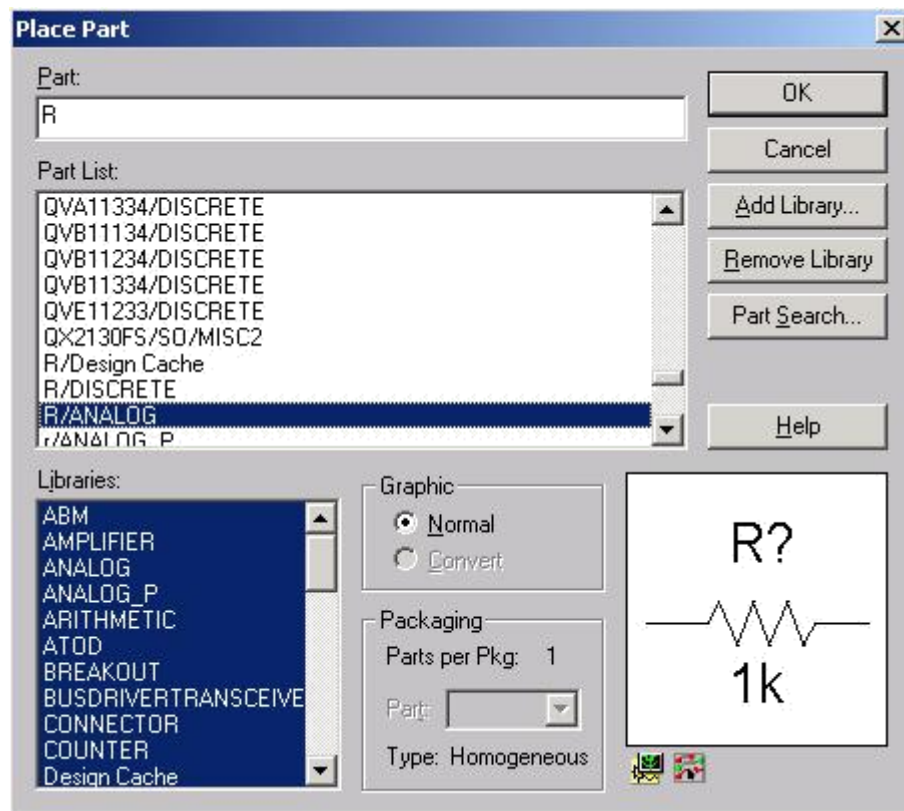 Place Part
Part:
R
OK
Cancel
Part List:
QVA11334/DISCRETE
QVB11134/DISCRETE
QVB11234/DISCRETE
QVB11334/DISCRETE
QVE11233/DISCRETE
QX2130FS/SO/MISC2
R/Design Cache
R/DISCRETE
R/ANALOG
r/ANALOG_P
Add Library...
Remove Library
Part Search...
Help
Libraries:
ABM
AMPLIFIER
ANALOG
ANALOG_P
ARITHMETIC
ATOD
BREAKOUT
BUSDRIVERTRANSCEIVE
CONNECTOR
COUNTER
Design Cache
Graphic
Normal
Convert
Packaging
Parts per Pkg: 1
Part:
Type: Homogeneous
R?
1k